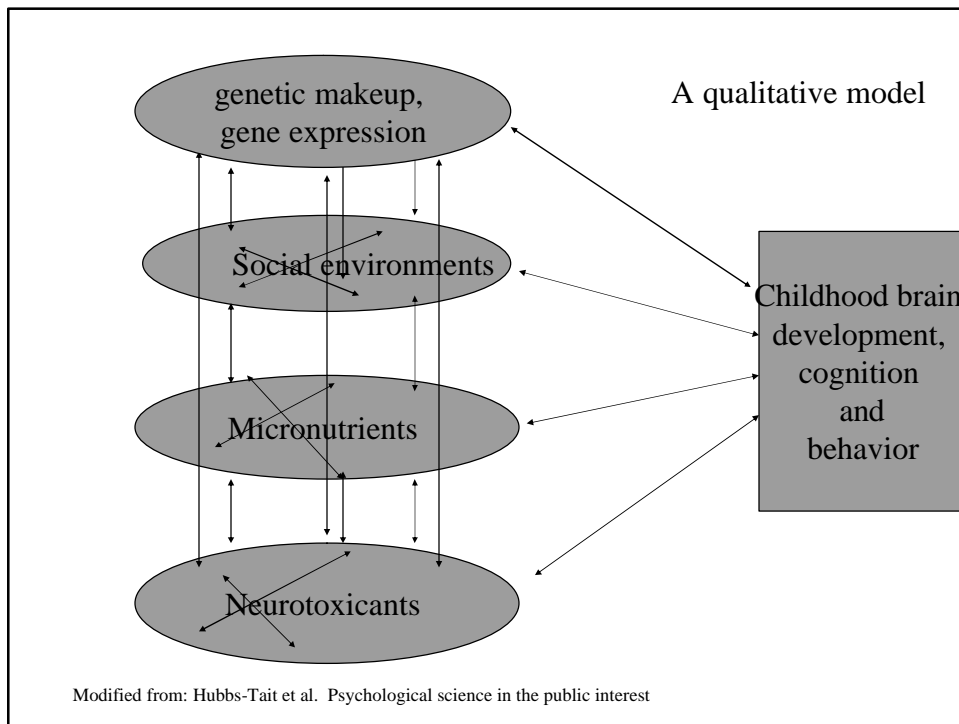 genetic makeup,
gene expression
A qualitative model
Social environments
Childhood brain
development,
cognition
and
behavior
Micronutrients
Neurotoxicants
Modified from: Hubbs-Tait et al. Psychological science in the public interest